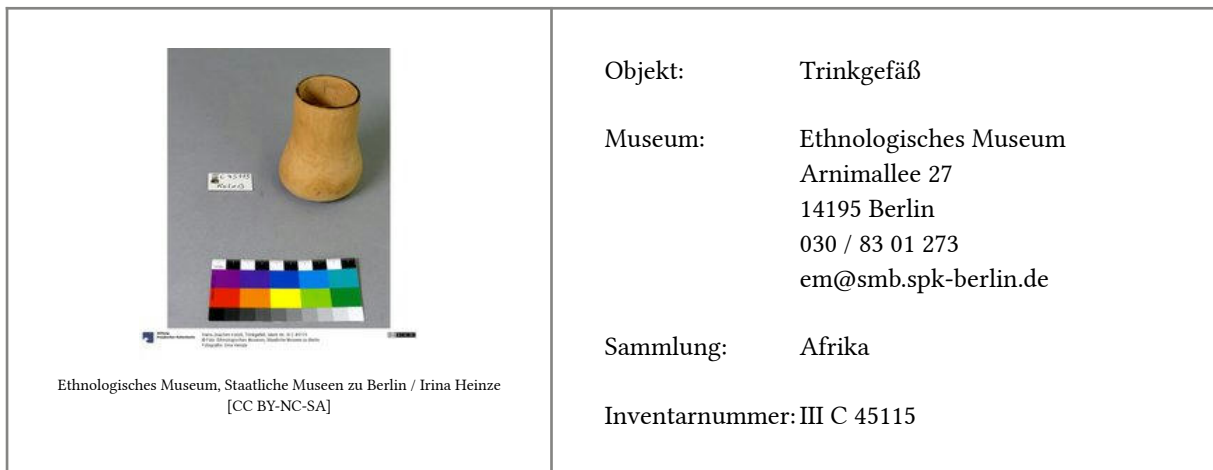 Ethnologisches Museum, Staatliche Museen zu Berlin / Irina Heinze
[CC BY-NC-SA]
Objekt: Trinkgefäß
Museum: Ethnologisches Museum
Arnimallee 27
14195 Berlin
030 / 83 01 273
em@smb.spk-berlin.de
Sammlung: Afrika
Inventarnummer: III C 45115